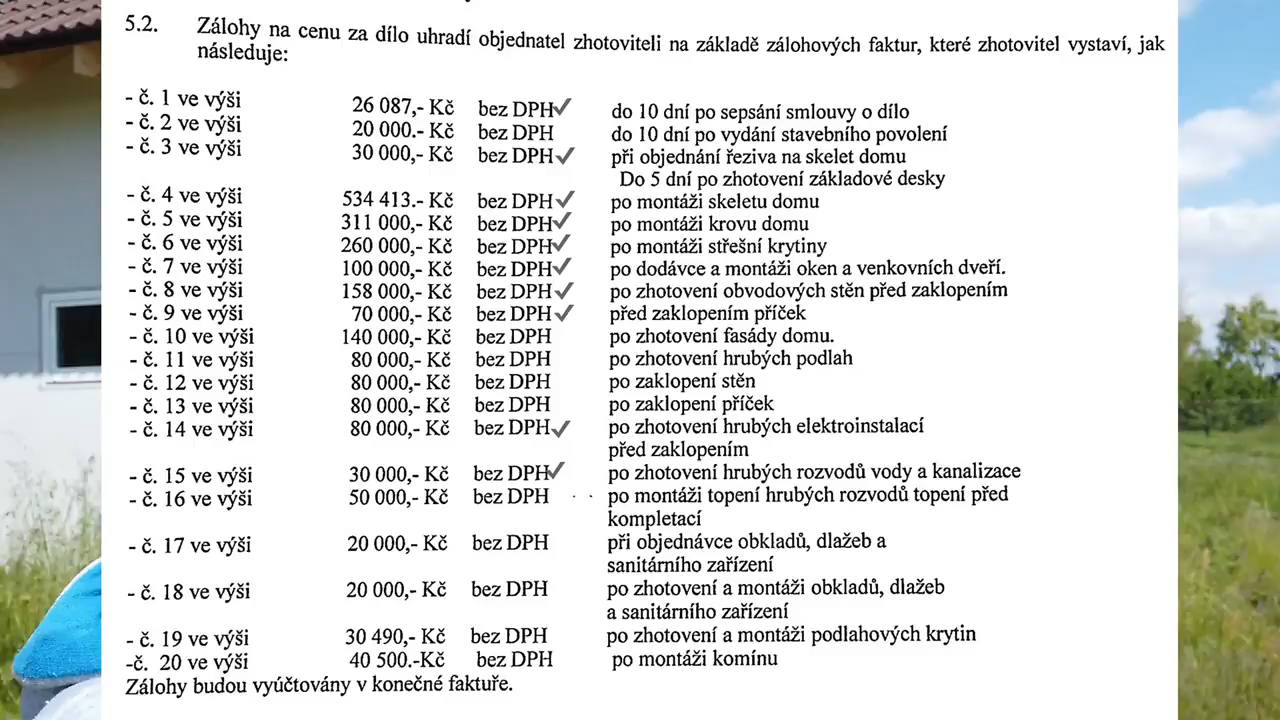 5.2. Zálohy na cenu za dílo uhradí objednatel zhotoviteli na základě zálohových faktur, které zhotovitel vystaví, jak
následuje:
- č. 1 ve výši 26 087,- Kč bez DPH✓ do 10 dní po sepsání smlouvy o dílo
- č. 2 ve výši 20 000.- Kč bez DPH do 10 dní po vydání stavebního povolení
- č. 3 ve výši 30 000,- Kč bez DPH✓ při objednání řeziva na skelet domu
Do 5 dní po zhotovení základové desky
- č. 4 ve výši 534 413.- Kč bez DPH✓ po montáži skeletu domu
- č. 5 ve výši 311 000,- Kč bez DPH✓ po montáži krovu domu
- č. 6 ve výši 260 000,- Kč bez DPH✓ po montáži střešní krytiny
- č. 7 ve výši 100 000,- Kč bez DPH✓ po dodávce a montáži oken a venkovních dveří.
- č. 8 ve výši 158 000,- Kč bez DPH✓ po zhotovení obvodových stěn před zaklopením
- č. 9 ve výši 70 000,- Kč bez DPH✓ před zaklopením příček
- č. 10 ve výši 140 000,- Kč bez DPH po zhotovení fasády domu.
- č. 11 ve výši 80 000,- Kč bez DPH po zhotovení hrubých podlah
- č. 12 ve výši 80 000,- Kč bez DPH po zaklopení stěn
- č. 13 ve výši 80 000,- Kč bez DPH po zaklopení příček
- č. 14 ve výši 80 000,- Kč bez DPH✓ po zhotovení hrubých elektroinstalací
před zaklopením
- č. 15 ve výši 30 000,- Kč bez DPH✓ po zhotovení hrubých rozvodů vody a kanalizace
- č. 16 ve výši 50 000,- Kč bez DPH po montáži topení hrubých rozvodů topení před
kompletací
- č. 17 ve výši 20 000,- Kč bez DPH při objednávce obkladů, dlažeb a
sanitárního zařízení
- č. 18 ve výši 20 000,- Kč bez DPH po zhotovení a montáži obkladů, dlažeb
a sanitárního zařízení
- č. 19 ve výši 30 490,- Kč bez DPH po zhotovení a montáži podlahových krytin
-č. 20 ve výši 40 500.-Kč bez DPH po montáži komínu
Zálohy budou vyúčtovány v konečné faktuře.